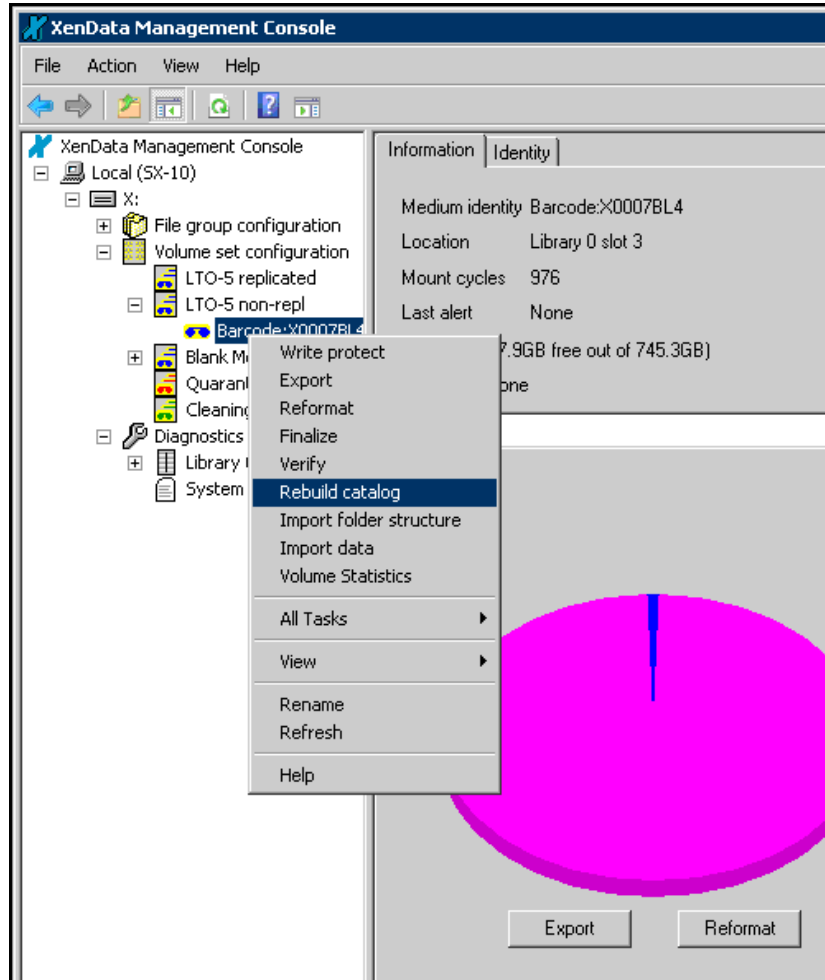 XenData Management Console
File Action View Help
XenData Management Console
Local (SX-10)
X:
File group configuration
Volume set configuration
LTO-5 replicated
LTO-5 non-repl
Barcode:X0007BL4
Blank
Diagnostics
Library
System
Information Identity
Medium identity Barcode:X0007BL4
Location Library 0 slot 3
Mount cycles 976
Last alert None
7.9GB free out of 745.3GB)
Write protect
Export
Reformat
Finalize
Verify
Rebuild catalog
Import folder structure
Import data
Volume Statistics
All Tasks
View
Rename
Refresh
Help
Export Reformat